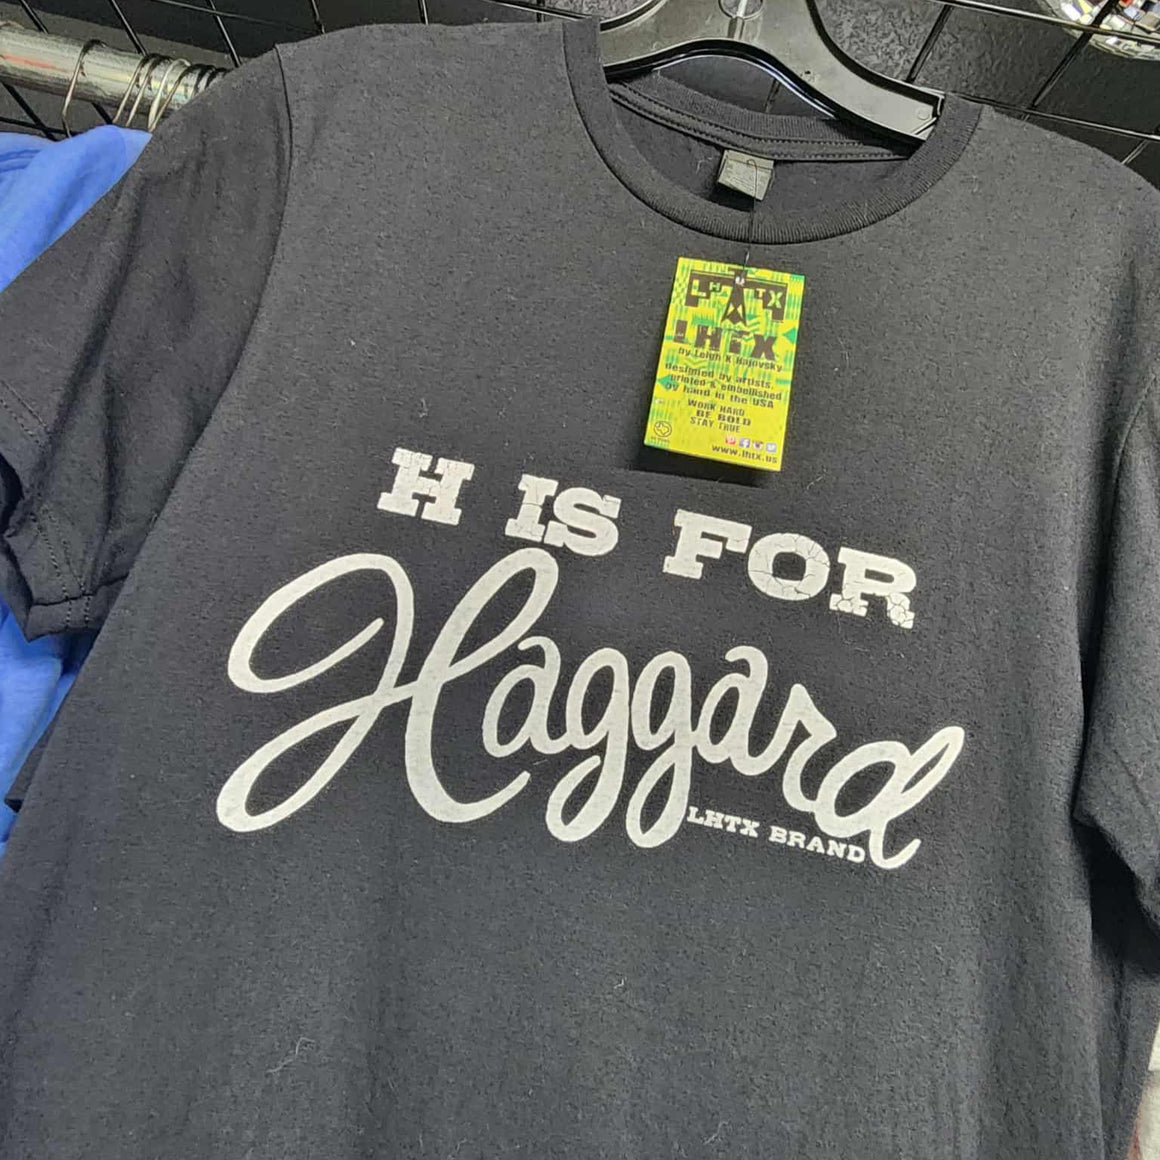 LHTX
LHTX
by Leigh X Hajovsky
designed by artists,
printed & embellished
by hand in the USA
WORK HARD
BE BOLD
STAY TRUE
www.lhtx.us
H IS FOR
Haggard
LHTX BRAND